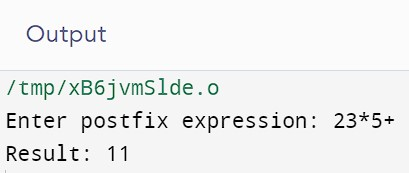 Output
/tmp/xB6jvmSlde.o
Enter postfix expression: 23*5+
Result: 11